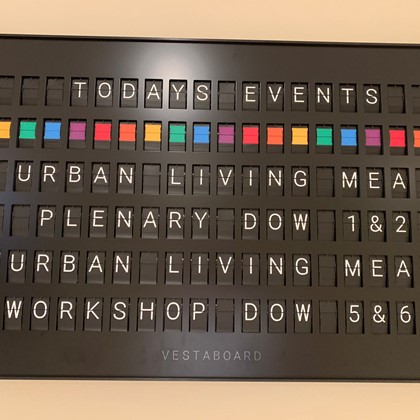 TODAYS EVENTS
URBAN LIVING MEA
PLENARY DOW 1&2
URBAN LIVING MEA
WORKSHOP DOW 5&6
VESTABOARD